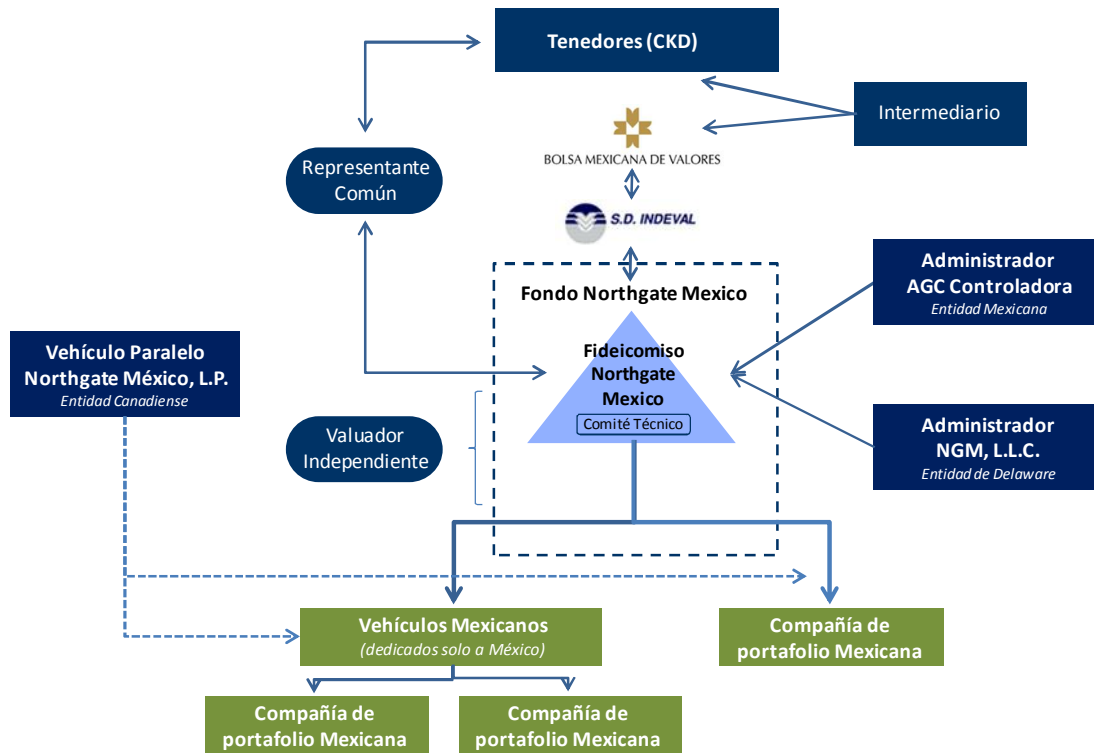 Tenedores (CKD)
Intermediario
BOLSA MEXICANA DE VALORES
Representante
Común
S.D. INDEVAL
Administrador
AGC Controladora
Entidad Mexicana
Fondo Northgate Mexico
Vehículo Paralelo
Northgate México, L.P.
Entidad Canadiense
Fideicomiso
Northgate
Mexico
Comité Técnico
Valuador
Independiente
Administrador
NGM, L.L.C.
Entidad de Delaware
Vehículos Mexicanos
(dedicados solo a México)
Compañía de
portafolio Mexicana
Compañía de
portafolio Mexicana
Compañía de
portafolio Mexicana